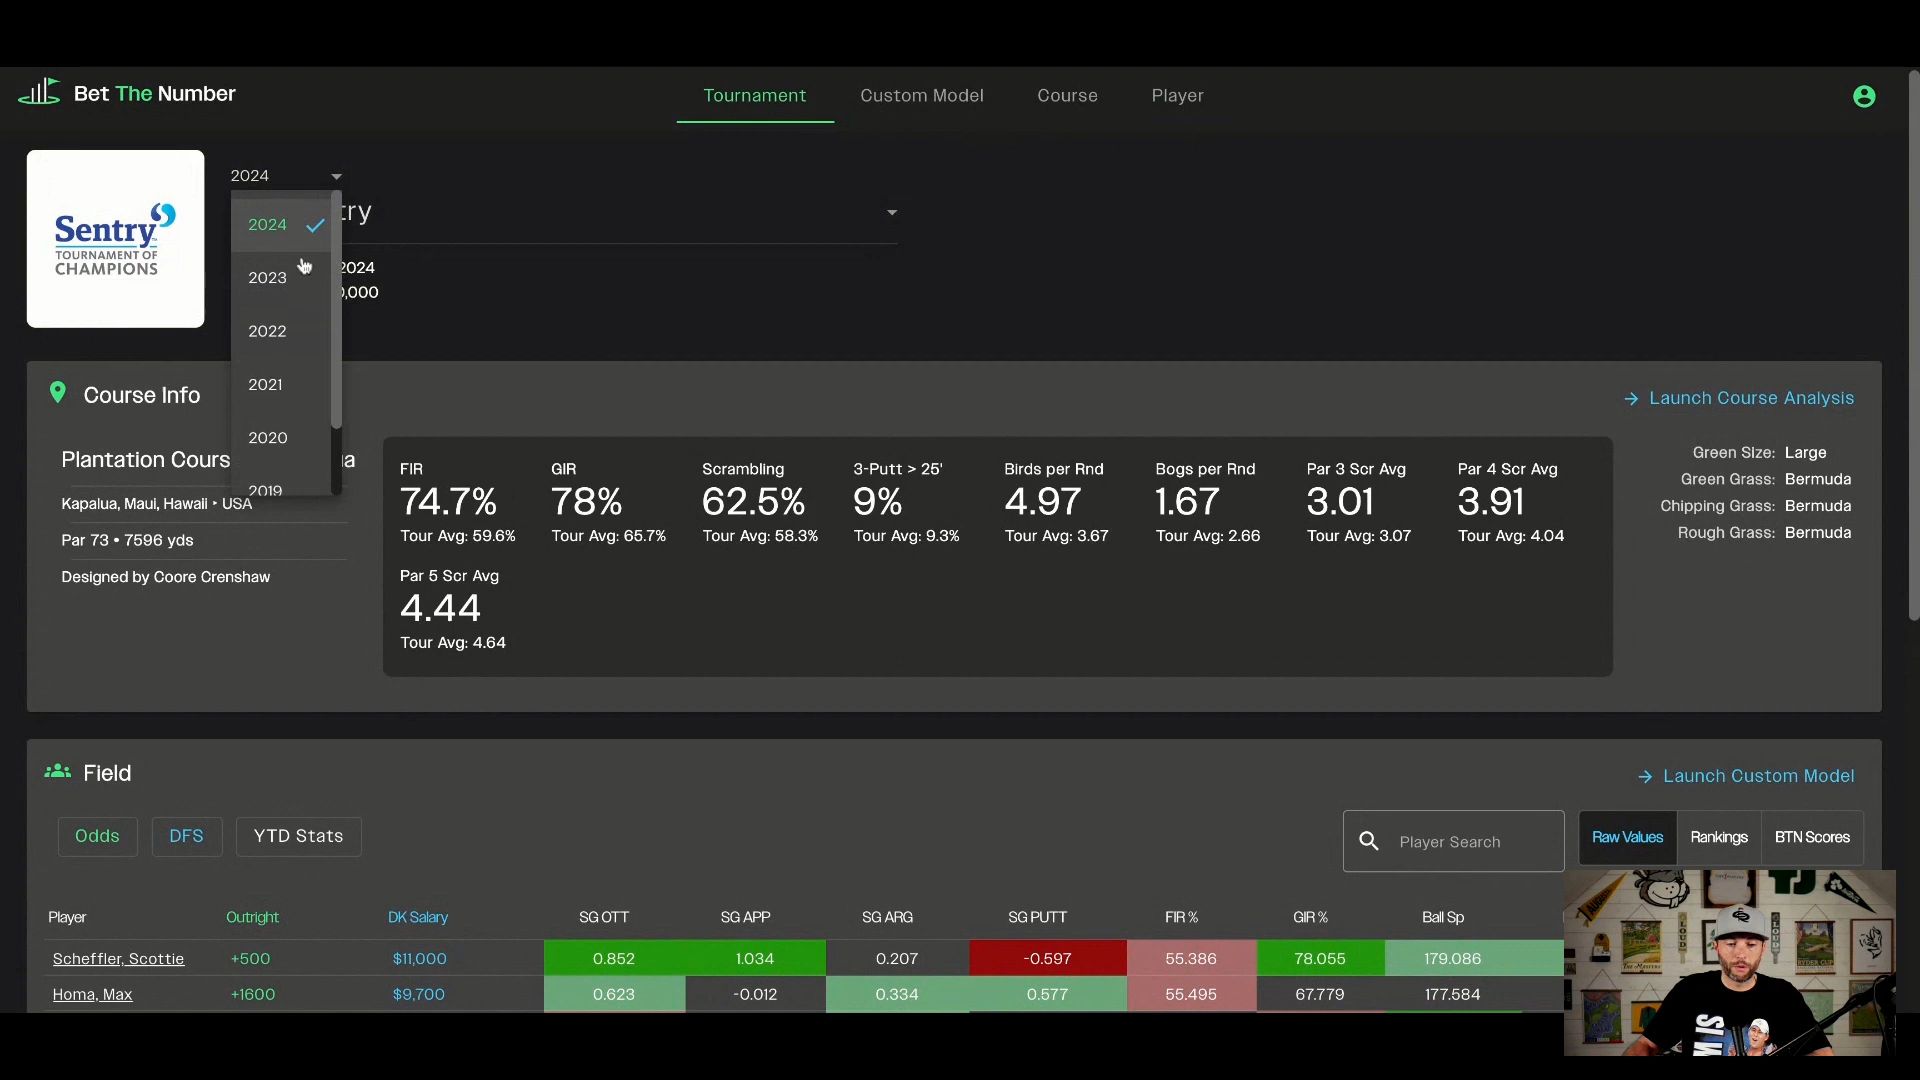 Bet The Number
Tournament
Custom Model
Course
Player
Sentry
TOURNAMENT OF
CHAMPIONS
2024
try
2024
2023
2022
2021
2020
2019
2024
0,000
Course Info
Launch Course Analysis
Plantation Cours
Kapalua, Maui, Hawaii • USA
Par 73 • 7596 yds
Designed by Coore Crenshaw
FIR
74.7%
Tour Avg: 59.6%
GIR
78%
Tour Avg: 65.7%
Scrambling
62.5%
Tour Avg: 58.3%
3-Putt > 25'
9%
Tour Avg: 9.3%
Birds per Rnd
4.97
Tour Avg: 3.67
Bogs per Rnd
1.67
Tour Avg: 2.66
Par 3 Scr Avg
3.01
Tour Avg: 3.07
Par 4 Scr Avg
3.91
Tour Avg: 4.04
Par 5 Scr Avg
4.44
Tour Avg: 4.64
Green Size: Large
Green Grass: Bermuda
Chipping Grass: Bermuda
Rough Grass: Bermuda
Field
Launch Custom Model
Odds
DFS
YTD Stats
Player Search
Raw Values
Rankings
BTN Scores
Player Outright DK Salary SG OTT SG APP SG ARG SG PUTT FIR % GIR % Ball Sp
Scheffler, Scottie +500 $11,000 0.852 1.034 0.207 -0.597 55.386 78.055 179.086
Homa, Max +1600 $9,700 0.623 -0.012 0.334 0.577 55.495 67.779 177.584